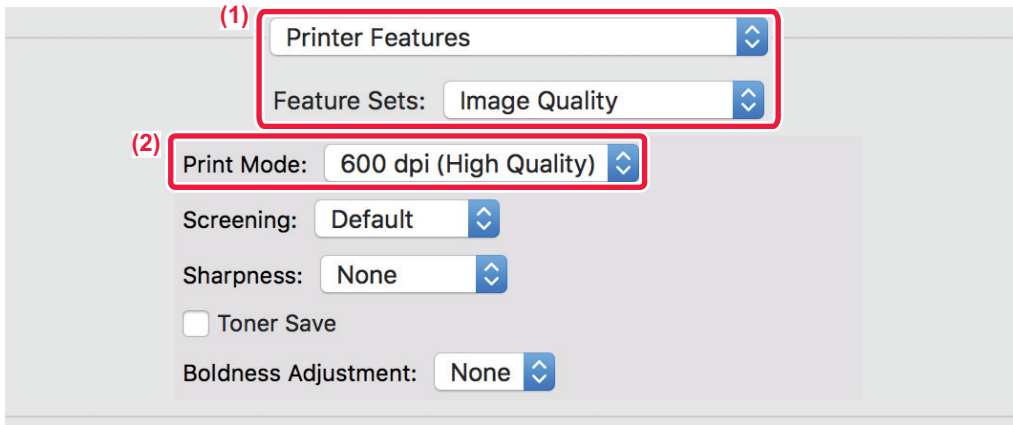 (1)
Printer Features
Feature Sets: Image Quality
(2)
Print Mode: 600 dpi (High Quality)
Screening: Default
Sharpness: None
Toner Save
Boldness Adjustment: None